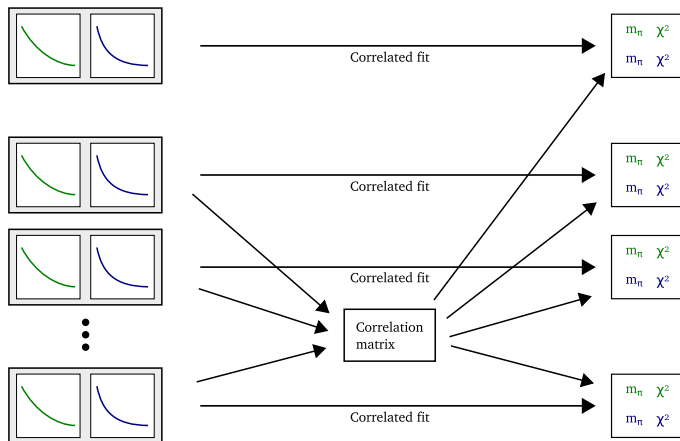 mπ χ²
Correlated fit
mπ χ²
mπ χ²
Correlated fit
mπ χ²
mπ χ²
Correlated fit
mπ χ²
Correlation
matrix
mπ χ²
Correlated fit
mπ χ²